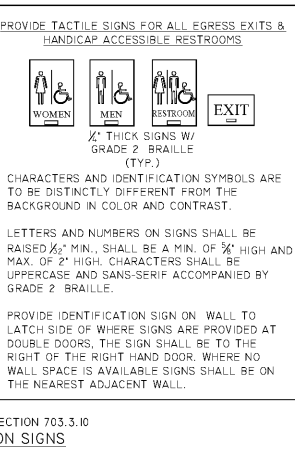 PROVIDE TACTILE SIGNS FOR ALL EGRESS EXITS &
HANDICAP ACCESSIBLE RESTROOMS
WOMEN
MEN
RESTROOM
EXIT
1/4" THICK SIGNS W/
GRADE 2 BRAILLE
(TYP.)
CHARACTERS AND IDENTIFICATION SYMBOLS ARE
TO BE DISTINCTLY DIFFERENT FROM THE
BACKGROUND IN COLOR AND CONTRAST.
LETTERS AND NUMBERS ON SIGNS SHALL BE
RAISED 1/32" MIN., SHALL BE A MIN. OF 5/8" HIGH AND
MAX. OF 2" HIGH. CHARACTERS SHALL BE
UPPERCASE AND SANS-SERIF ACCOMPANIED BY
GRADE 2 BRAILLE.
PROVIDE IDENTIFICATION SIGN ON WALL TO
LATCH SIDE OF WHERE SIGNS ARE PROVIDED AT
DOUBLE DOORS, THE SIGN SHALL BE TO THE
RIGHT OF THE RIGHT HAND DOOR. WHERE NO
WALL SPACE IS AVAILABLE SIGNS SHALL BE ON
THE NEAREST ADJACENT WALL.
ECTION 703.3.10
ON SIGNS